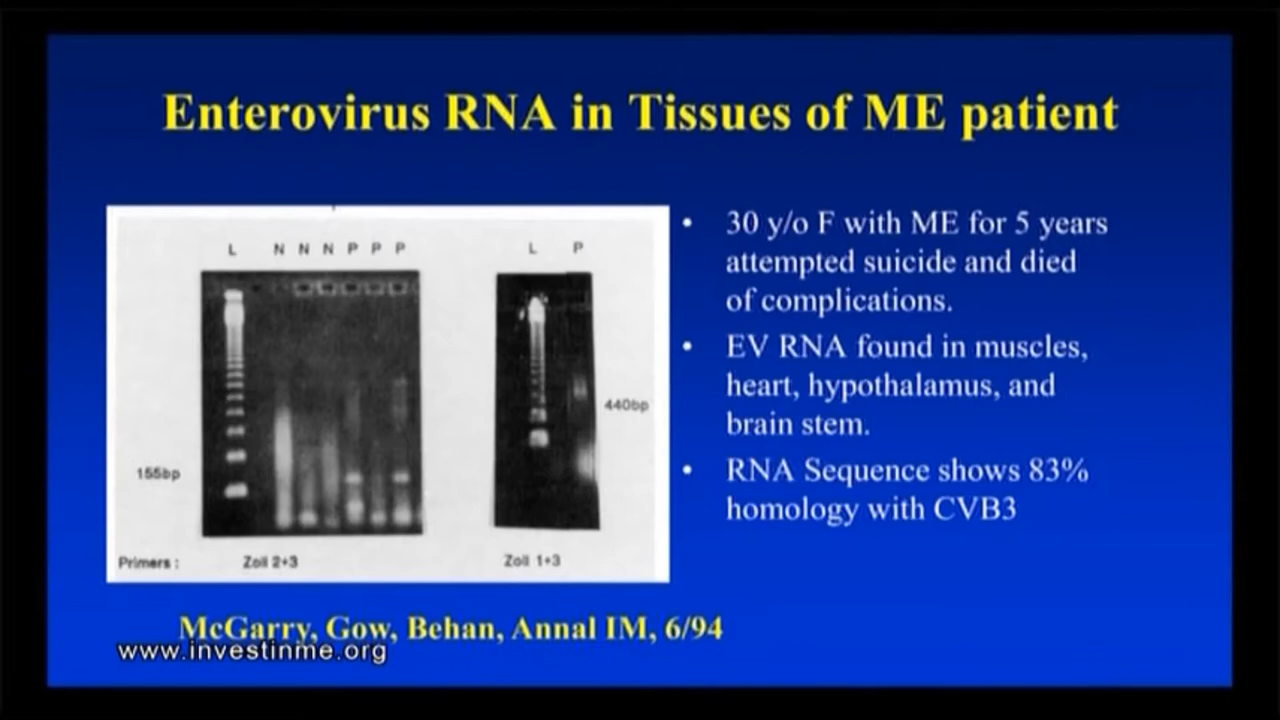 Enterovirus RNA in Tissues of ME patient
L N N N P P P
L P
440bp
155bp
Primers : Zoll 2+3 Zoll 1+3
• 30 y/o F with ME for 5 years
attempted suicide and died
of complications.
• EV RNA found in muscles,
heart, hypothalamus, and
brain stem.
• RNA Sequence shows 83%
homology with CVB3
McGarry, Gow, Behan, Annal IM, 6/94
www.investinme.org